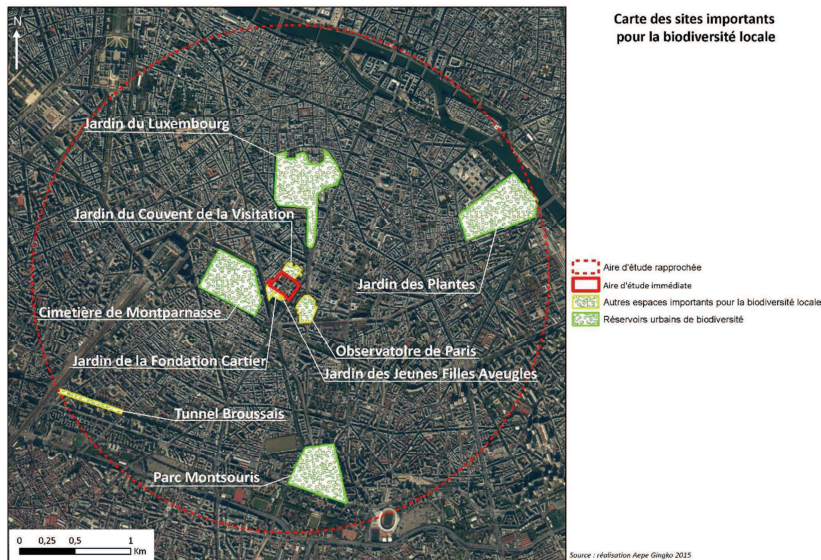 Carte des sites importants
pour la biodiversité locale
N
Jardin du Luxembourg
Jardin du Couvent de la Visitation
Jardin des Plantes
Cimetière de Montparnasse
Observatoire de Paris
Jardin de la Fondation Cartier
Jardin des Jeunes Filles Aveugles
Tunnel Broussais
Parc Montsouris
Aire d'étude rapprochée
Aire d'étude immédiate
Autres espaces importants pour la biodiversité locale
Réservoirs urbains de biodiversité
0 0,25 0,5 1
Km
Source : réalisation Aepe Gingko 2015